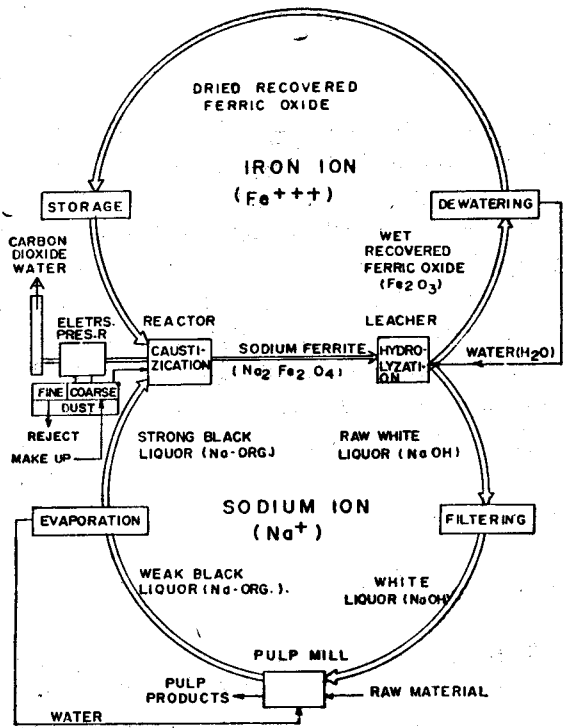 DRIED RECOVERED
FERRIC OXIDE
IRON ION
(Fe+++)
STORAGE
DEWATERING
CARBON
DIOXIDE
WATER
WET
RECOVERED
FERRIC OXIDE
(Fe2O3)
ELETRS.
PRES.R
REACTOR
LEACHER
CAUSTI-
ZICATION
SODIUM FERRITE
(Na2 Fe2 O4)
HYDRO-
LYZATI-
ON
WATER(H2O)
FINE
COARSE
DUST
REJECT
MAKE UP
STRONG BLACK
LIQUOR (Na-ORG.)
RAW WHITE
LIQUOR (NaOH)
EVAPORATION
SODIUM ION
(Na+)
FILTERING
WEAK BLACK
LIQUOR (Na-ORG.).
WHITE
LIQUOR (NaOH)
PULP MILL
PULP
PRODUCTS
RAW MATERIAL
WATER